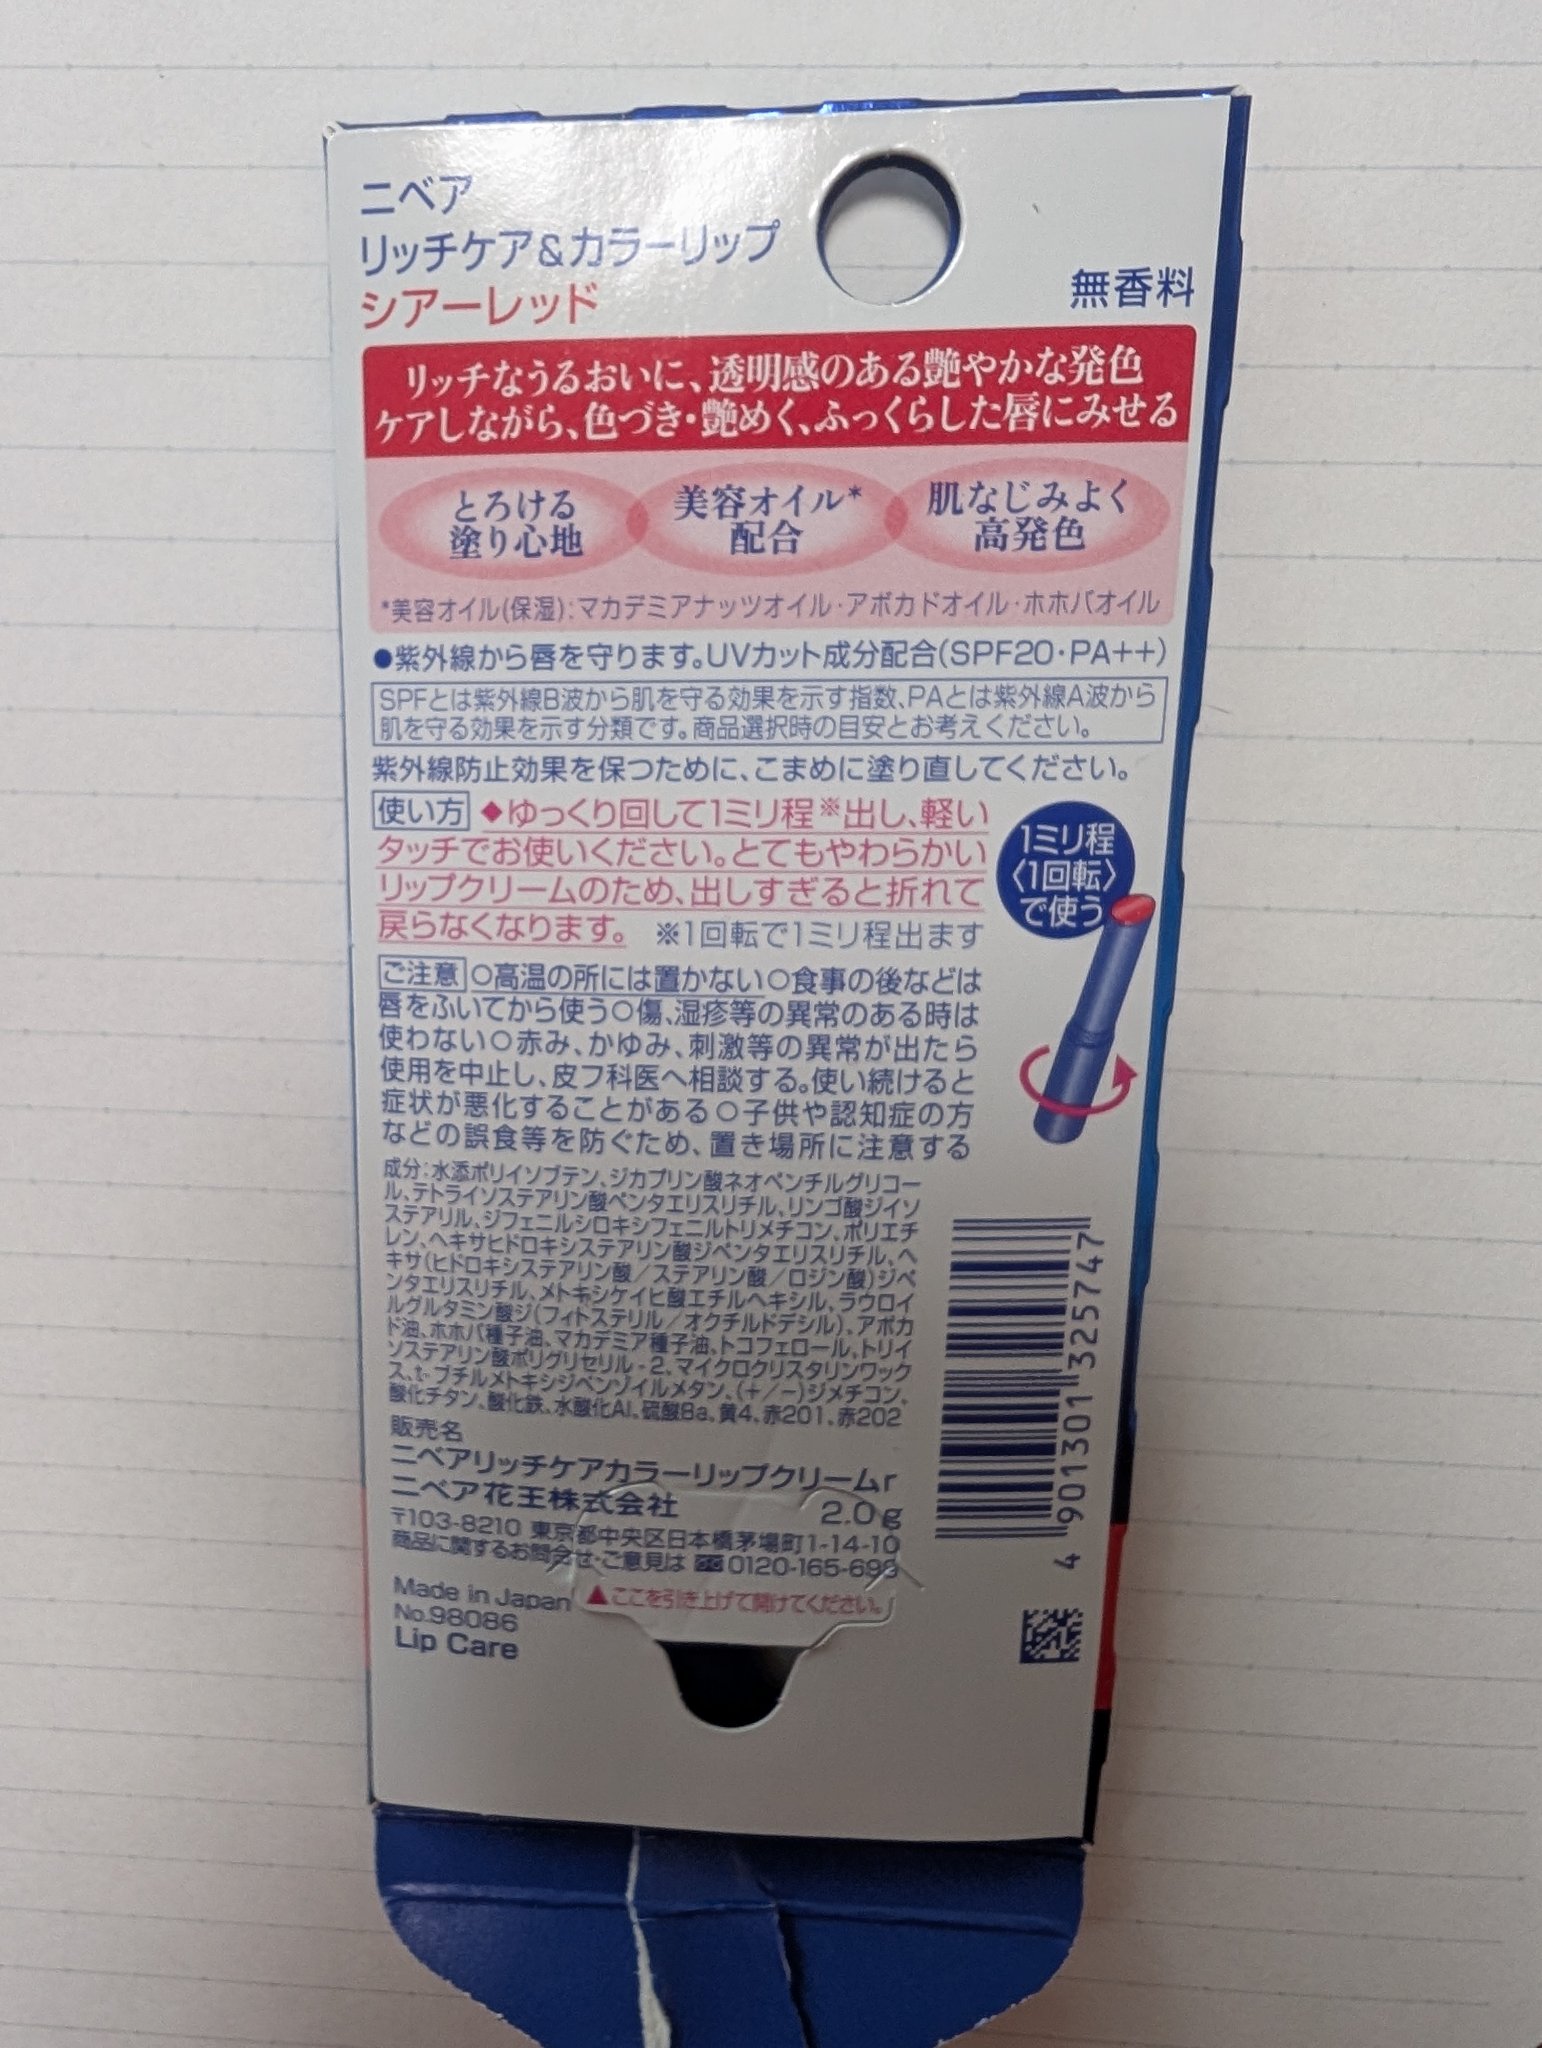 ニベア
リッチケア&カラーリップ
シアーレッド
無香料
リッチなうるおいに、透明感のある艶やかな発色
ケアしながら、色づき・艶めく、ふっくらした唇にみせる
とろける
塗り心地
美容オイル*
配合
肌なじみよく
高発色
*美容オイル(保湿):マカデミアナッツオイル・アボカドオイル・ホホバオイル
●紫外線から唇を守ります。UVカット成分配合(SPF20・PA++)
SPFとは紫外線B波から肌を守る効果を示す指数、PAとは紫外線A波から
肌を守る効果を示す分類です。商品選択時の目安とお考えください。
紫外線防止効果を保つために、こまめに塗り直してください。
使い方 ◆ゆっくり回して1ミリ程※出し、軽い
タッチでお使いください。とてもやわらかい
リップクリームのため、出しすぎると折れて
戻らなくなります。 ※1回転で1ミリ程出ます
1ミリ程
〈1回転〉
で使う
ご注意 ○高温の所には置かない○食事の後などは
唇をふいてから使う○傷、湿疹等の異常のある時は
使わない○赤み、かゆみ、刺激等の異常が出たら
使用を中止し、皮フ科医へ相談する。使い続けると
症状が悪化することがある○子供や認知症の方
などの誤食等を防ぐため、置き場所に注意する
成分:水添ポリイソブテン、ジカプリン酸ネオペンチルグリコー
ル、テトライソステアリン酸ペンタエリスリチル、リンゴ酸ジイソ
ステアリル、ジフェニルシロキシフェニルトリメチコン、ポリエチ
レン、ヘキサヒドロキシステアリン酸ジペンタエリスリチル、ヘ
キサ(ヒドロキシステアリン酸/ステアリン酸/ロジン酸)ジペ
ンタエリスリチル、メトキシケイヒ酸エチルヘキシル、ラウロイ
ルグルタミン酸ジ(フィトステリル/オクチルドデシル)、アボカ
ド油、ホホバ種子油、マカデミア種子油、トコフェロール、トリイ
ソステアリン酸ポリグリセリル-2、マイクロクリスタリンワック
ス、t-ブチルメトキシジベンゾイルメタン、(+/-)ジメチコン、
酸化チタン、酸化鉄、水酸化Al、硫酸Ba、黄4、赤201、赤202
販売名
ニベアリッチケアカラーリップクリームr
ニベア花王株式会社 2.0g
〒103-8210 東京都中央区日本橋茅場町1-14-10
商品に関するお問合せ・ご意見は 0120-165-699
▲ここを引き上げて開けてください。
Made in Japan
No.98086
Lip Care
4 901301 325747